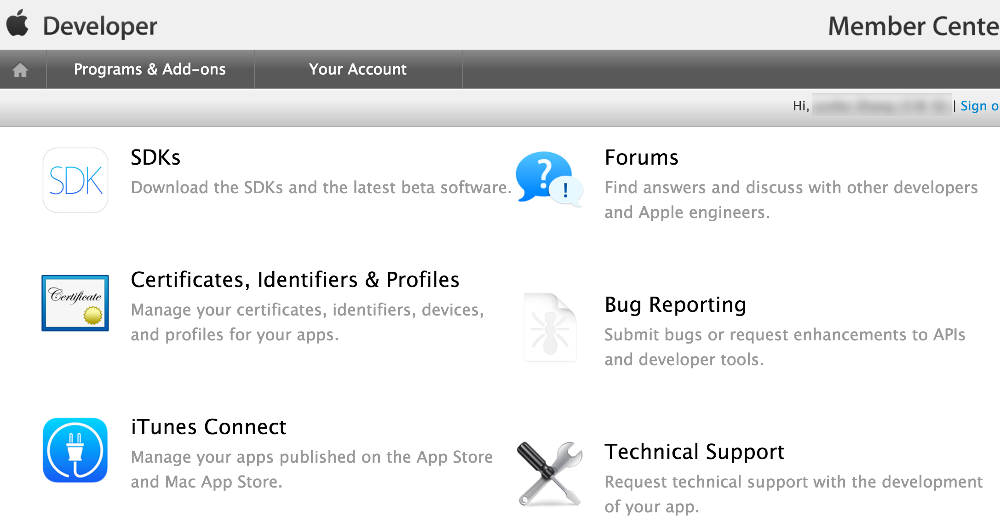 Developer
Member Cente
Programs & Add-ons
Your Account
Hi,
| Sign o
SDK
SDKs
Download the SDKs and the latest beta software.
?
!
Forums
Find answers and discuss with other developers
and Apple engineers.
Certificate
Certificates, Identifiers & Profiles
Manage your certificates, identifiers, devices,
and profiles for your apps.
Bug Reporting
Submit bugs or request enhancements to APIs
and developer tools.
iTunes Connect
Manage your apps published on the App Store
and Mac App Store.
Technical Support
Request technical support with the development
of your app.